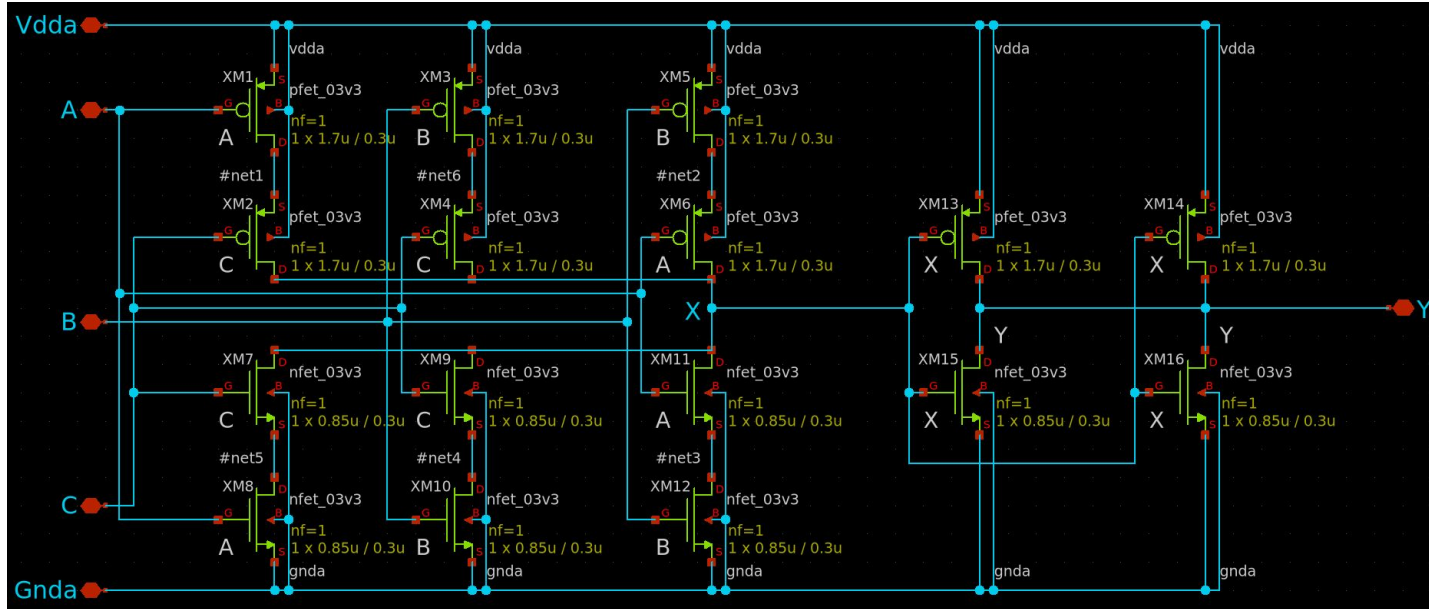 Vdda
vdda vdda vdda vdda vdda
XM1 S pfet_03v3 G B nf=1 1 x 1.7u / 0.3u D A
XM3 S pfet_03v3 G B nf=1 1 x 1.7u / 0.3u D B
XM5 S pfet_03v3 G B nf=1 1 x 1.7u / 0.3u D B
A
#net1 #net6 #net2
XM2 S pfet_03v3 G B nf=1 1 x 1.7u / 0.3u D C
XM4 S pfet_03v3 G B nf=1 1 x 1.7u / 0.3u D C
XM6 S pfet_03v3 G B nf=1 1 x 1.7u / 0.3u D A
XM13 S pfet_03v3 G B nf=1 1 x 1.7u / 0.3u D X
XM14 S pfet_03v3 G B nf=1 1 x 1.7u / 0.3u D X
B X Y
Y Y
XM7 D nfet_03v3 G B nf=1 1 x 0.85u / 0.3u S C
XM9 D nfet_03v3 G B nf=1 1 x 0.85u / 0.3u S C
XM11 D nfet_03v3 G B nf=1 1 x 0.85u / 0.3u S A
XM15 D nfet_03v3 G B nf=1 1 x 0.85u / 0.3u S X
XM16 D nfet_03v3 G B nf=1 1 x 0.85u / 0.3u S X
#net5 #net4 #net3
C
XM8 D nfet_03v3 G B nf=1 1 x 0.85u / 0.3u S A
XM10 D nfet_03v3 G B nf=1 1 x 0.85u / 0.3u S B
XM12 D nfet_03v3 G B nf=1 1 x 0.85u / 0.3u S B
gnda gnda gnda gnda gnda
Gnda